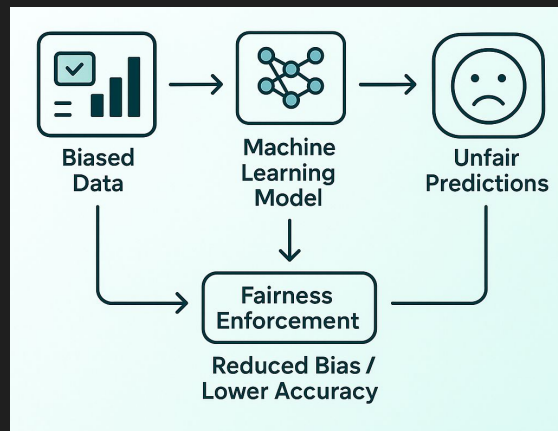 Biased
Data
Machine
Learning
Model
Unfair
Predictions
Fairness
Enforcement
Reduced Bias /
Lower Accuracy